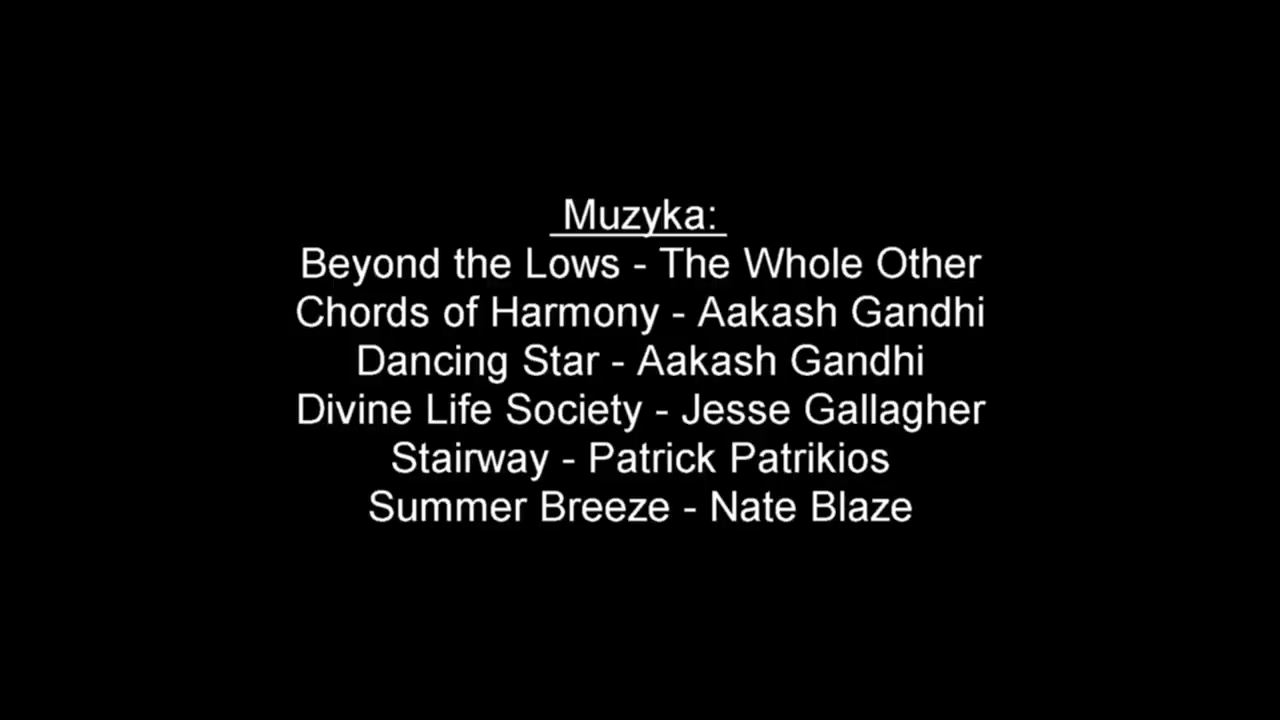 Muzyka:
Beyond the Lows - The Whole Other
Chords of Harmony - Aakash Gandhi
Dancing Star - Aakash Gandhi
Divine Life Society - Jesse Gallagher
Stairway - Patrick Patrikios
Summer Breeze - Nate Blaze